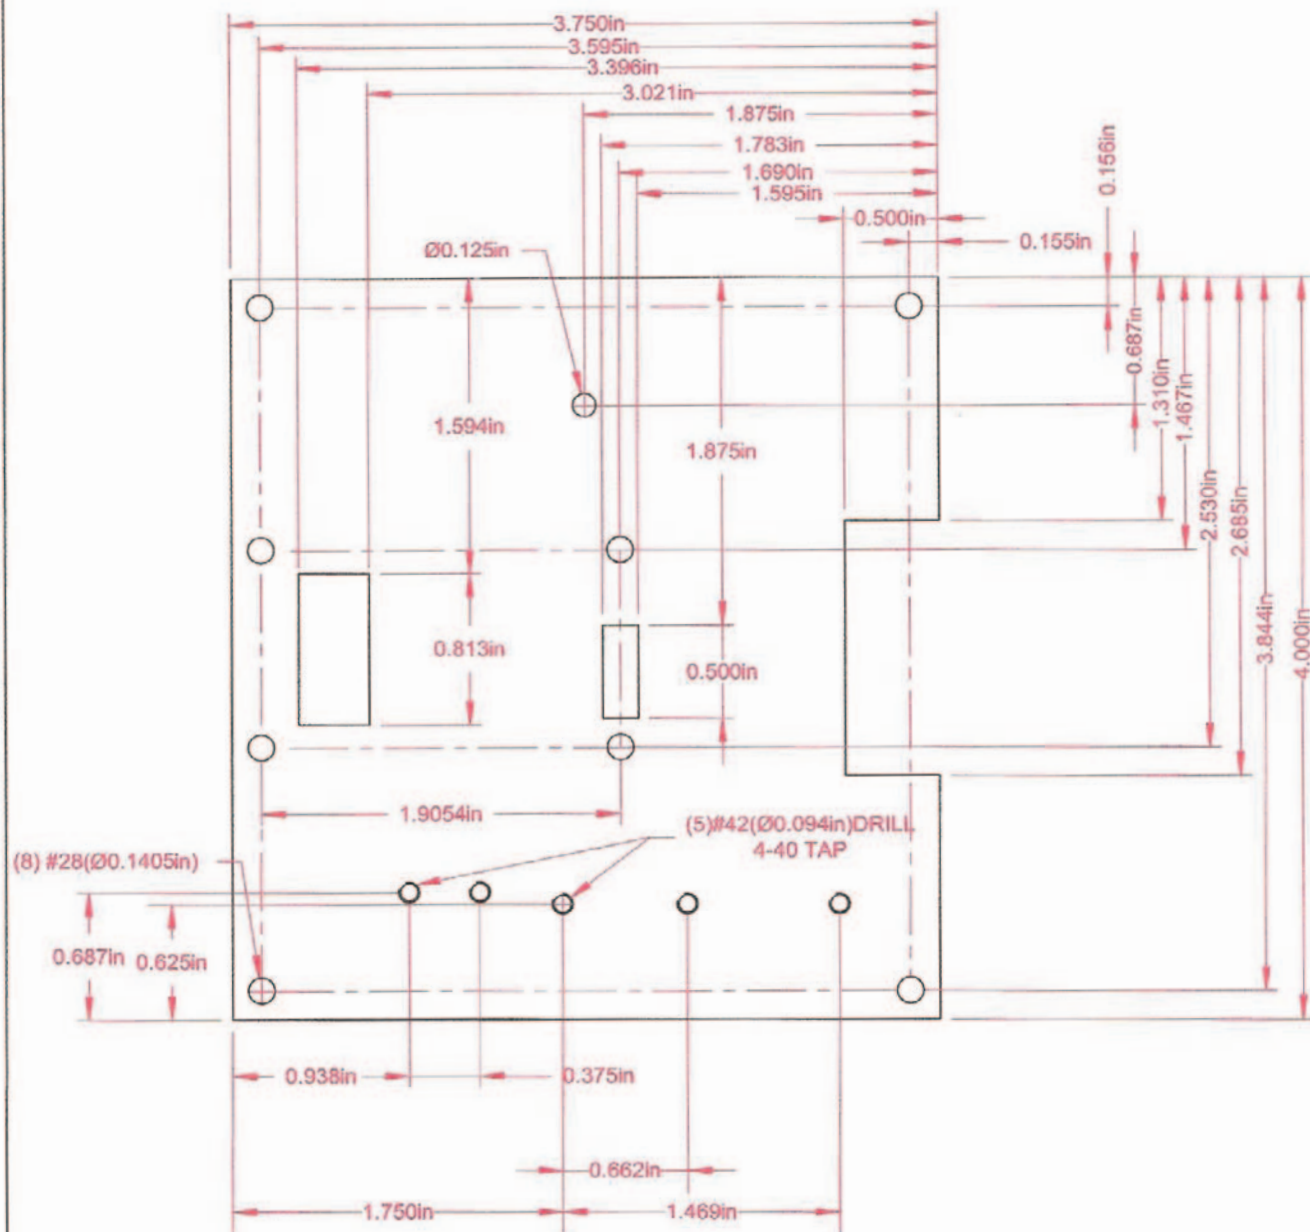 3.750in
3.595in
3.396in
3.021in
1.875in
1.783in
1.690in
1.595in
0.500in
0.155in
0.156in
Ø0.125in
0.687in
1.310in
1.467in
2.530in
2.685in
3.844in
4.000in
1.594in
1.875in
0.813in
0.500in
1.9054in
(5)#42(Ø0.094in)DRILL
4-40 TAP
(8) #28(Ø0.1405in)
0.687in
0.625in
0.938in
0.375in
0.662in
1.750in
1.469in